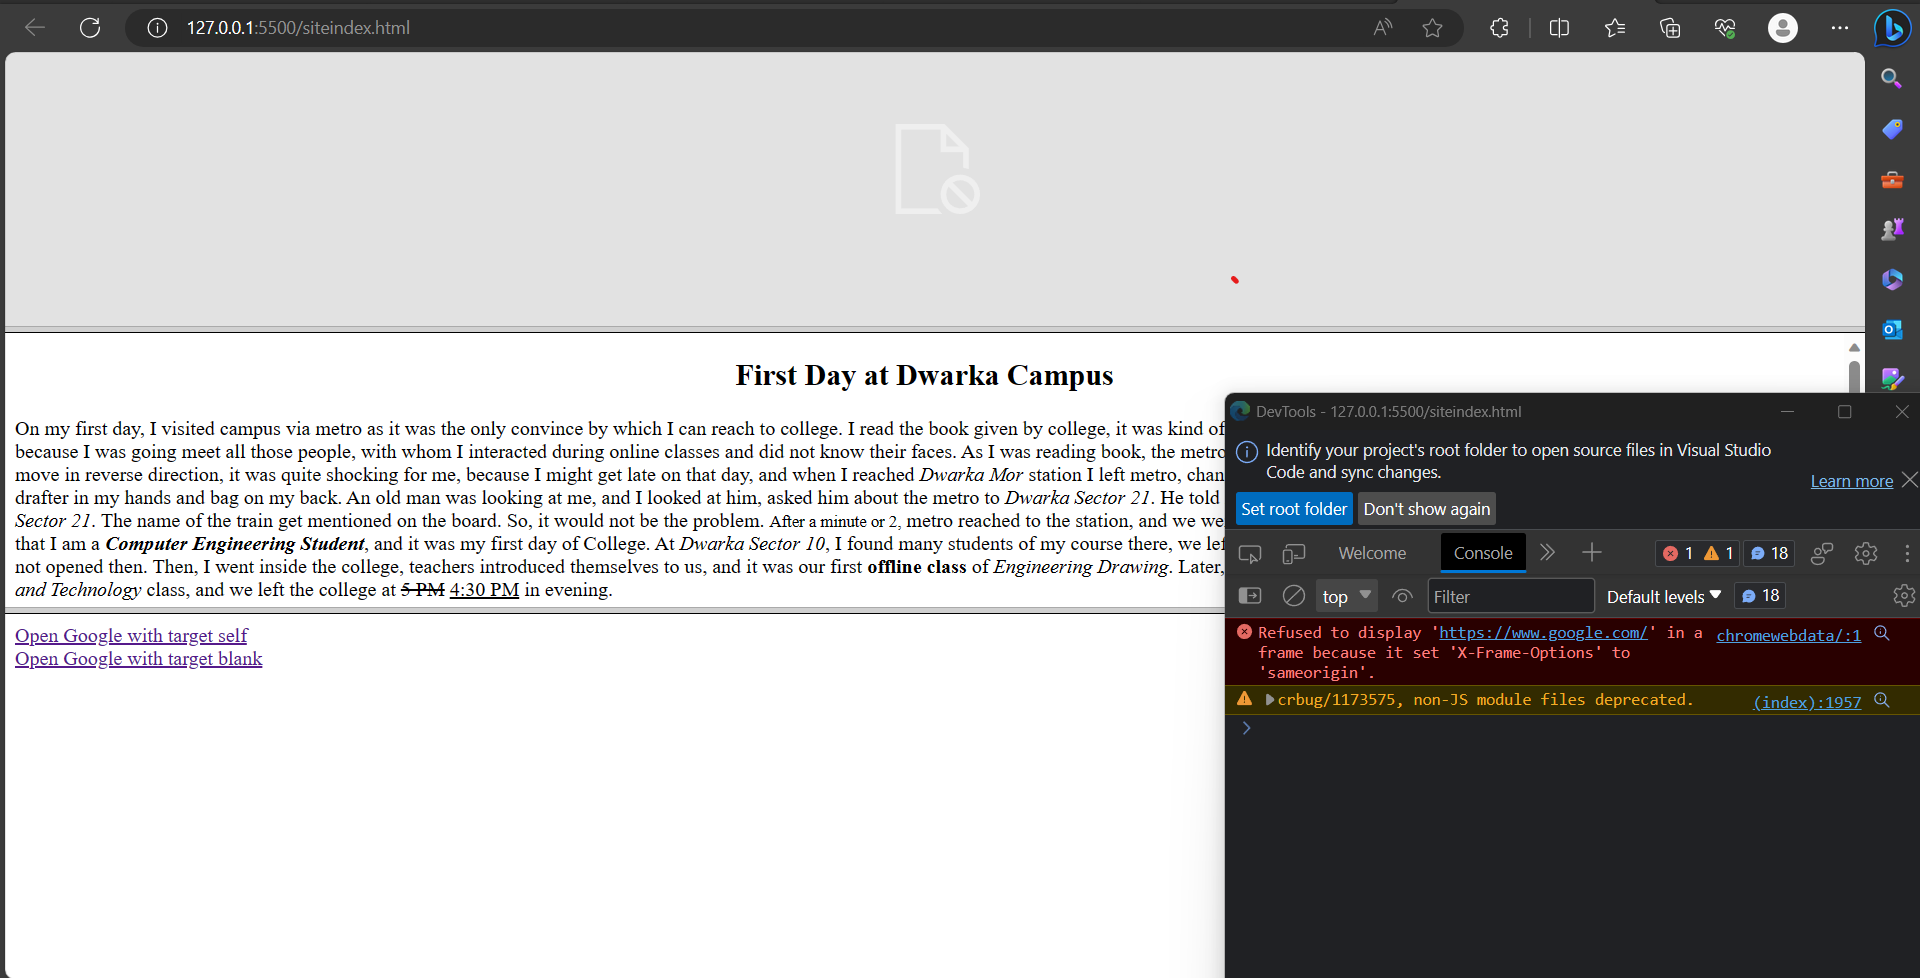 127.0.0.1:5500/siteindex.html
First Day at Dwarka Campus
On my first day, I visited campus via metro as it was the only convince by which I can reach to college. I read the book given by college, it was kind of
because I was going meet all those people, with whom I interacted during online classes and did not know their faces. As I was reading book, the metro
move in reverse direction, it was quite shocking for me, because I might get late on that day, and when I reached Dwarka Mor station I left metro, chan
drafter in my hands and bag on my back. An old man was looking at me, and I looked at him, asked him about the metro to Dwarka Sector 21. He told
Sector 21. The name of the train get mentioned on the board. So, it would not be the problem. After a minute or 2, metro reached to the station, and we we
that I am a Computer Engineering Student, and it was my first day of College. At Dwarka Sector 10, I found many students of my course there, we lef
not opened then. Then, I went inside the college, teachers introduced themselves to us, and it was our first offline class of Engineering Drawing. Later,
and Technology class, and we left the college at 5 PM 4:30 PM in evening.
Open Google with target self
Open Google with target blank
DevTools - 127.0.0.1:5500/siteindex.html
Identify your project's root folder to open source files in Visual Studio
Code and sync changes.
Learn more
Set root folder Don't show again
Welcome Console 1 1 18
top Filter Default levels 18
Refused to display 'https://www.google.com/' in a chromewebdata/:1
frame because it set 'X-Frame-Options' to
'sameorigin'.
crbug/1173575, non-JS module files deprecated. (index):1957